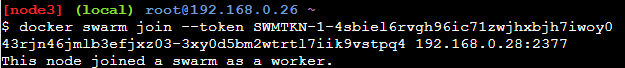 [node3] (local) root@192.168.0.26 ~
$ docker swarm join --token SWMTKN-1-4sbiel6rvgh96ic71zwjhxbjh7iwoy0
43rjn46jmlb3efjxz03-3xy0d5bm2wtrtl7iik9vstpq4 192.168.0.28:2377
This node joined a swarm as a worker.